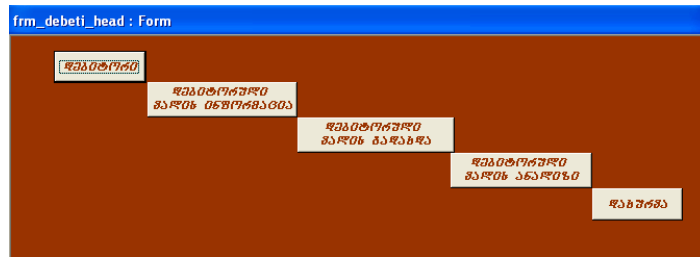 frm_debeti_head : Form
დებიტორი
დებიტორული
ვალის ინფორმაცია
დებიტორული
ვალის გადახდა
დებიტორული
ვალის ანალიზი
დახურვა